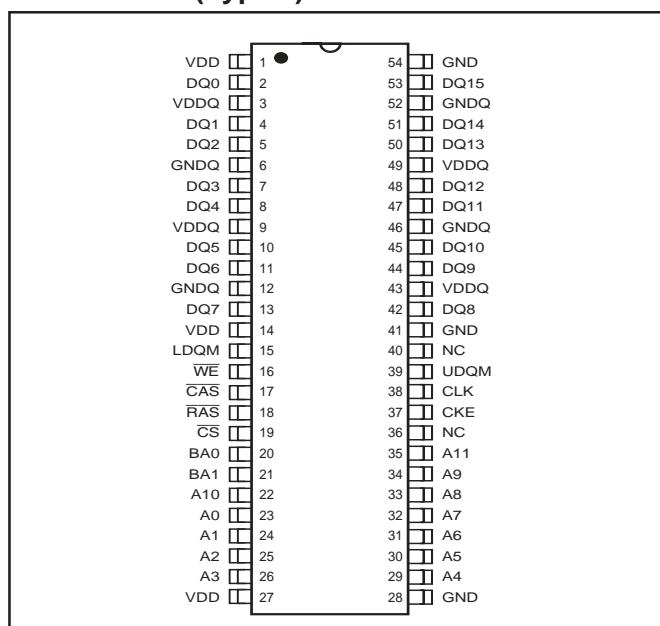 VDD 1 54 GND
DQ0 2 53 DQ15
VDDQ 3 52 GNDQ
DQ1 4 51 DQ14
DQ2 5 50 DQ13
GNDQ 6 49 VDDQ
DQ3 7 48 DQ12
DQ4 8 47 DQ11
VDDQ 9 46 GNDQ
DQ5 10 45 DQ10
DQ6 11 44 DQ9
GNDQ 12 43 VDDQ
DQ7 13 42 DQ8
VDD 14 41 GND
LDQM 15 40 NC
WE 16 39 UDQM
CAS 17 38 CLK
RAS 18 37 CKE
CS 19 36 NC
BA0 20 35 A11
BA1 21 34 A9
A10 22 33 A8
A0 23 32 A7
A1 24 31 A6
A2 25 30 A5
A3 26 29 A4
VDD 27 28 GND